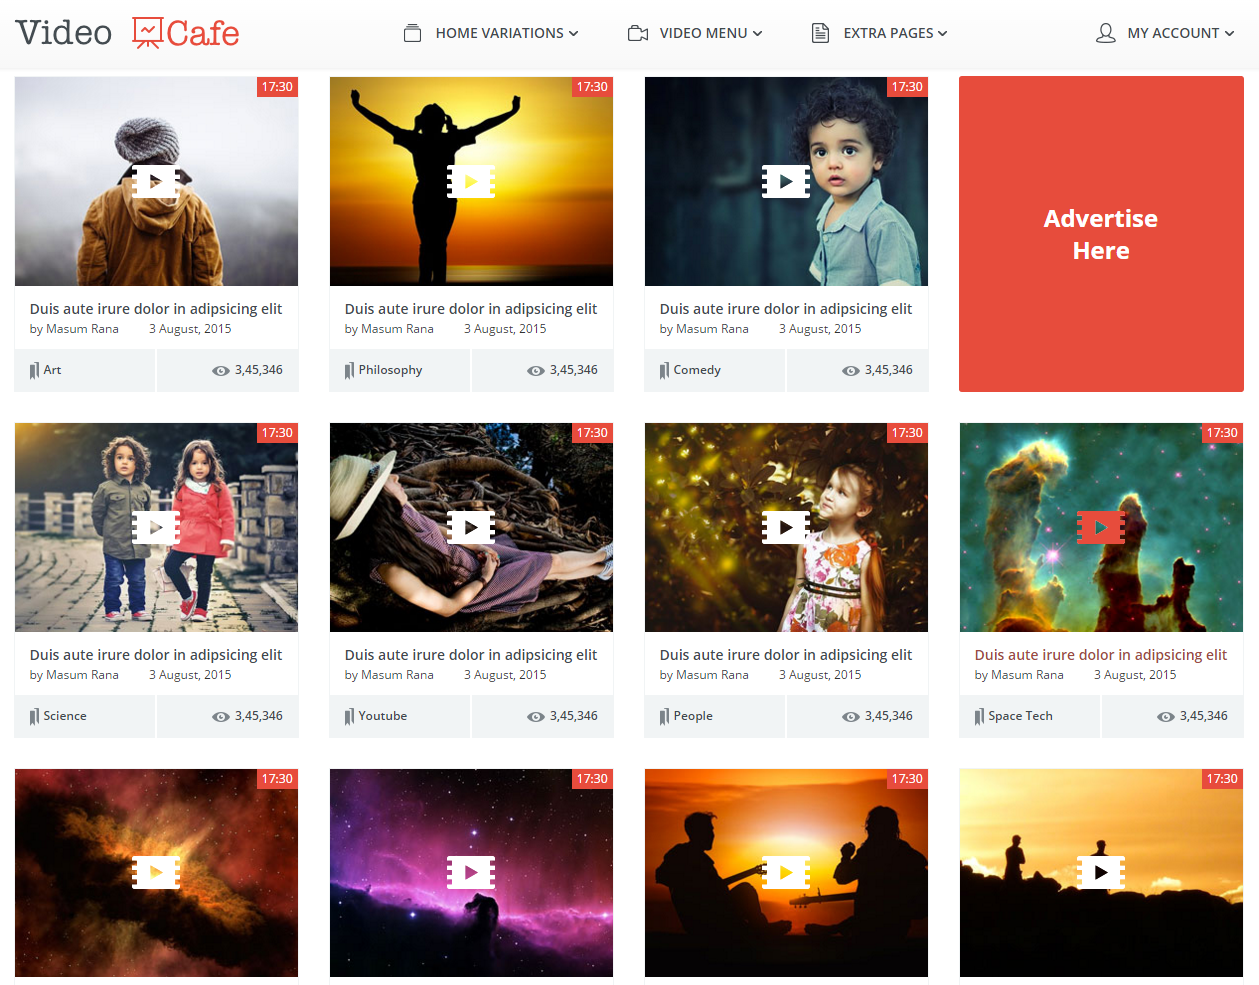 Video Cafe
HOME VARIATIONS
VIDEO MENU
EXTRA PAGES
MY ACCOUNT
17:30
17:30
17:30
Advertise
Here
Duis aute irure dolor in adipsicing elit
by Masum Rana 3 August, 2015
Art 3,45,346
Duis aute irure dolor in adipsicing elit
by Masum Rana 3 August, 2015
Philosophy 3,45,346
Duis aute irure dolor in adipsicing elit
by Masum Rana 3 August, 2015
Comedy 3,45,346
17:30
17:30
17:30
17:30
Duis aute irure dolor in adipsicing elit
by Masum Rana 3 August, 2015
Science 3,45,346
Duis aute irure dolor in adipsicing elit
by Masum Rana 3 August, 2015
Youtube 3,45,346
Duis aute irure dolor in adipsicing elit
by Masum Rana 3 August, 2015
People 3,45,346
Duis aute irure dolor in adipsicing elit
by Masum Rana 3 August, 2015
Space Tech 3,45,346
17:30
17:30
17:30
17:30